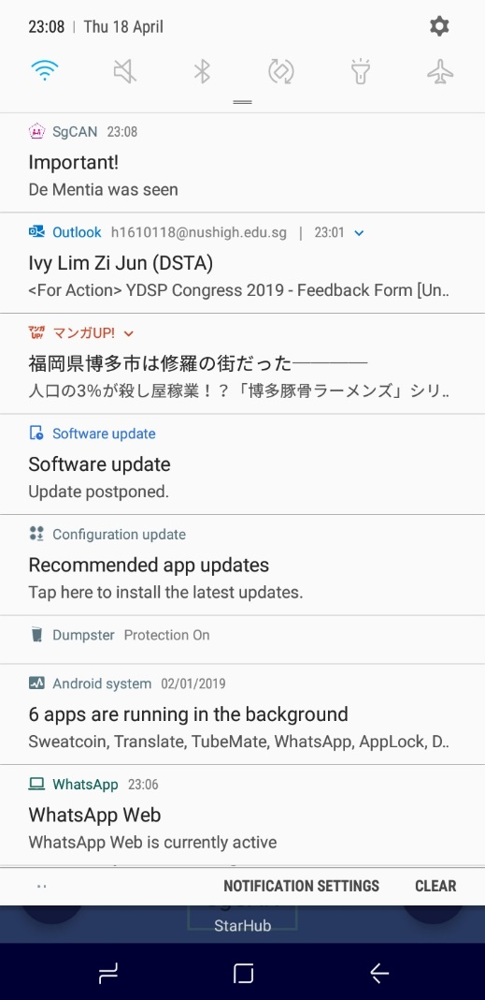 23:08 | Thu 18 April
SgCAN 23:08
Important!
De Mentia was seen
Outlook h1610118@nushigh.edu.sg | 23:01
Ivy Lim Zi Jun (DSTA)
<For Action> YDSP Congress 2019 - Feedback Form [Un..
マンガUP!
福岡県博多市は修羅の街だった――――
人口の3%が殺し屋稼業！？「博多豚骨ラーメンズ」シリ..
Software update
Software update
Update postponed.
Configuration update
Recommended app updates
Tap here to install the latest updates.
Dumpster Protection On
Android system 02/01/2019
6 apps are running in the background
Sweatcoin, Translate, TubeMate, WhatsApp, AppLock, D..
WhatsApp 23:06
WhatsApp Web
WhatsApp Web is currently active
NOTIFICATION SETTINGS CLEAR
StarHub